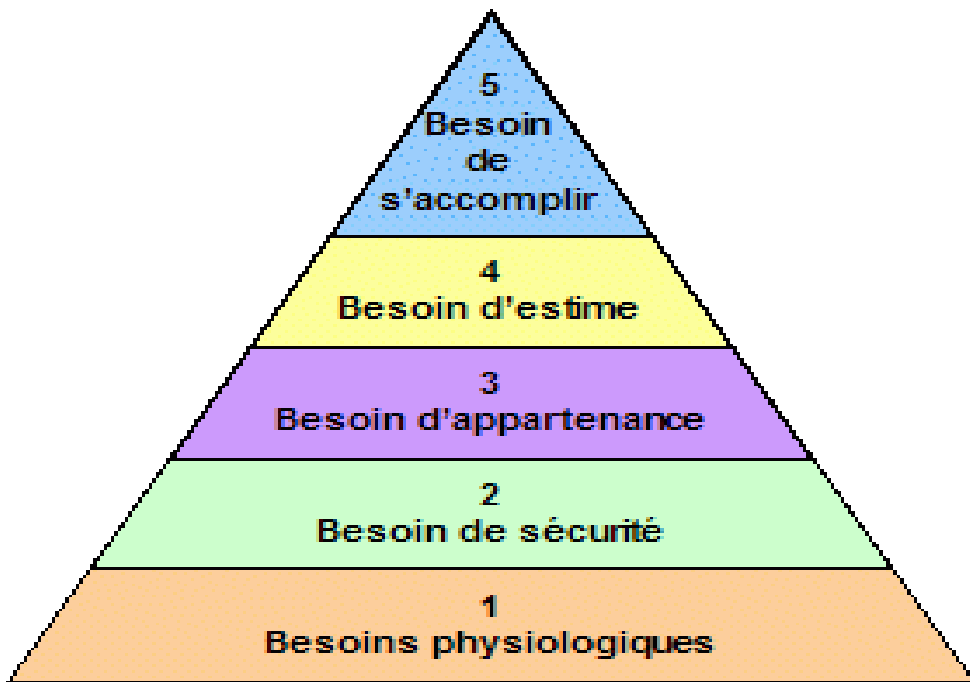 5
Besoin
de
s'accomplir
4
Besoin d'estime
3
Besoin d'appartenance
2
Besoin de sécurité
1
Besoins physiologiques